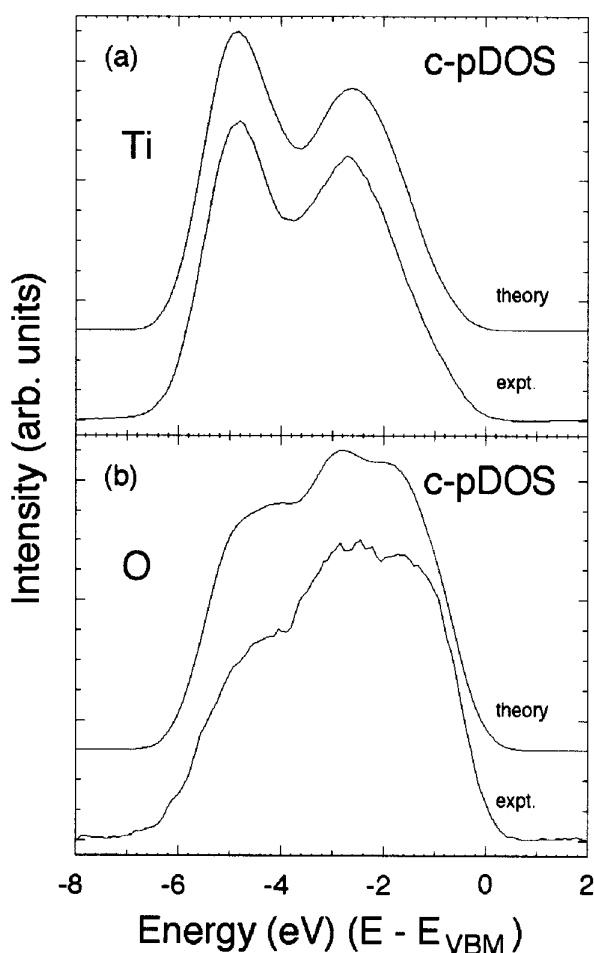 (a)
c-pDOS
Ti
theory
expt.
(b)
c-pDOS
O
theory
expt.
Intensity (arb. units)
-8 -6 -4 -2 0 2
Energy (eV) (E - E_VBM)